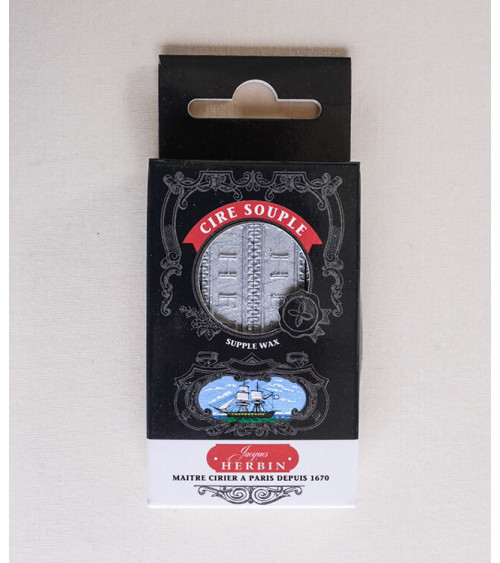 CIRE SOUPLE
SUPPLE WAX
Jacques
HERBIN
MAITRE CIRIER A PARIS DEPUIS 1670